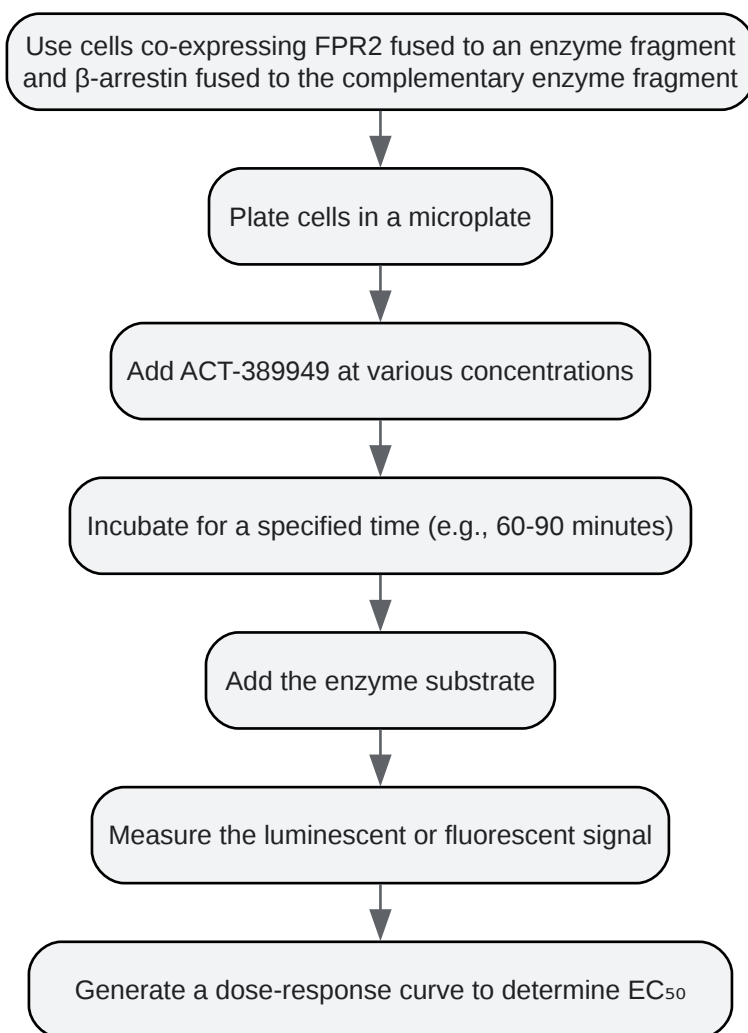 Use cells co-expressing FPR2 fused to an enzyme fragment
and β-arrestin fused to the complementary enzyme fragment
Plate cells in a microplate
Add ACT-389949 at various concentrations
Incubate for a specified time (e.g., 60-90 minutes)
Add the enzyme substrate
Measure the luminescent or fluorescent signal
Generate a dose-response curve to determine EC₅₀